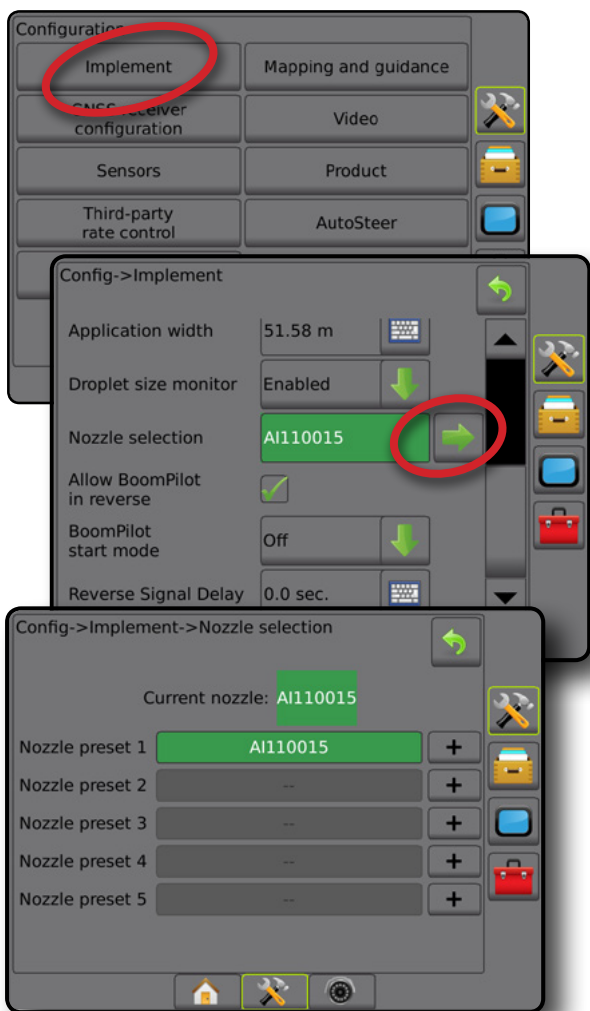 Configuration
Implement
Mapping and guidance
GNSS receiver
configuration
Video
Sensors
Product
Third-party
rate control
AutoSteer
Config->Implement
Application width
51.58 m
Droplet size monitor
Enabled
Nozzle selection
AI110015
Allow BoomPilot
in reverse
BoomPilot
start mode
Off
Reverse Signal Delay
0.0 sec.
Config->Implement->Nozzle selection
Current nozzle: AI110015
Nozzle preset 1
AI110015
+
Nozzle preset 2
--
+
Nozzle preset 3
--
+
Nozzle preset 4
--
+
Nozzle preset 5
--
+